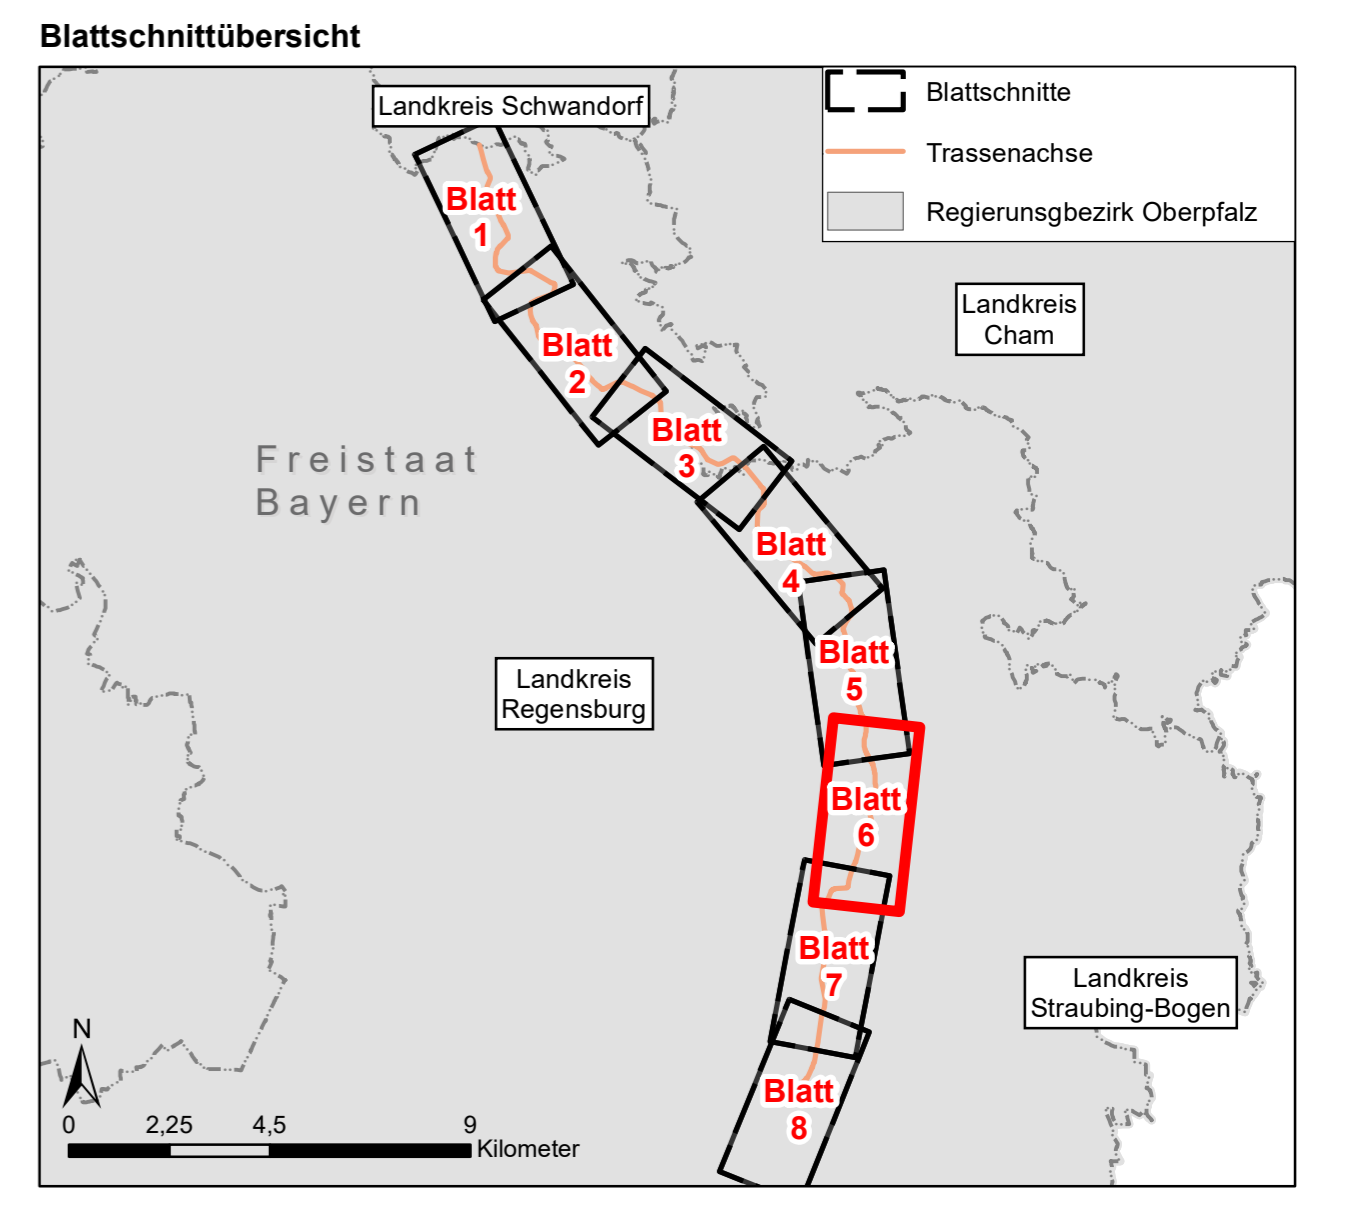 Blattschnittübersicht
Landkreis Schwandorf
Blattschnitte
Trassenachse
Regierunsgbezirk Oberpfalz
Blatt
1
Landkreis
Cham
Blatt
2
Blatt
3
Freistaat
Bayern
Blatt
4
Blatt
5
Landkreis
Regensburg
Blatt
6
Blatt
7
Landkreis
Straubing-Bogen
N
Blatt
8
0 2,25 4,5 9
Kilometer